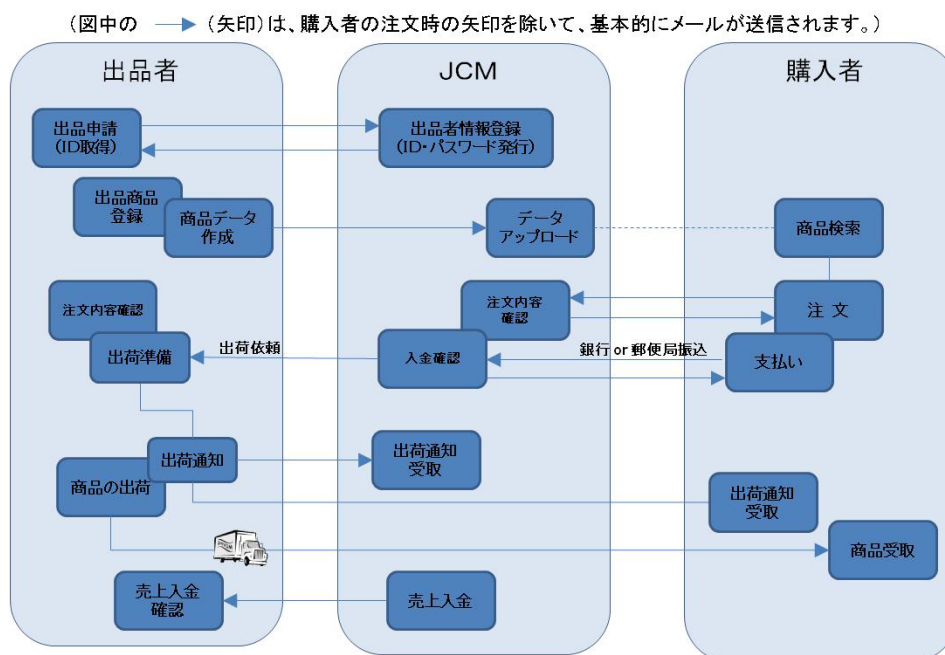 (図中の → (矢印)は、購入者の注文時の矢印を除いて、基本的にメールが送信されます。)
出品者
JCM
購入者
出品申請
(ID取得)
出品者情報登録
(ID・パスワード発行)
出品商品
登録
商品データ
作成
データ
アップロード
商品検索
注文内容確認
注文内容
確認
注 文
出荷準備
出荷依頼
入金確認
銀行 or 郵便局振込
支払い
出荷通知
出荷通知
受取
商品の出荷
出荷通知
受取
商品受取
売上入金
確認
売上入金